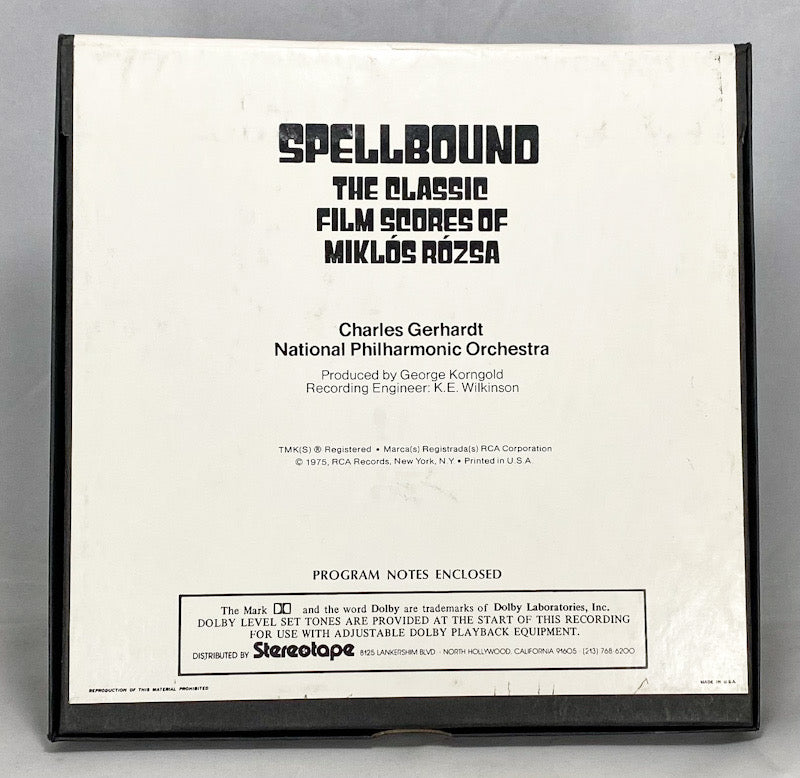 SPELLBOUND
THE CLASSIC
FILM SCORES OF
MIKLÓS RÓZSA
Charles Gerhardt
National Philharmonic Orchestra
Produced by George Korngold
Recording Engineer: K.E. Wilkinson
TMK(S) ® Registered • Marca(s) Registrada(s) RCA Corporation
© 1975, RCA Records, New York, N.Y • Printed in U.S.A.
PROGRAM NOTES ENCLOSED
The Mark and the word Dolby are trademarks of Dolby Laboratories, Inc.
DOLBY LEVEL SET TONES ARE PROVIDED AT THE START OF THIS RECORDING
FOR USE WITH ADJUSTABLE DOLBY PLAYBACK EQUIPMENT.
DISTRIBUTED BY Stereotape 8125 LANKERSHIM BLVD · NORTH HOLLYWOOD, CALIFORNIA 91605 · (213) 768-6200
REPRODUCTION OF THIS MATERIAL PROHIBITED
MADE IN U.S.A.